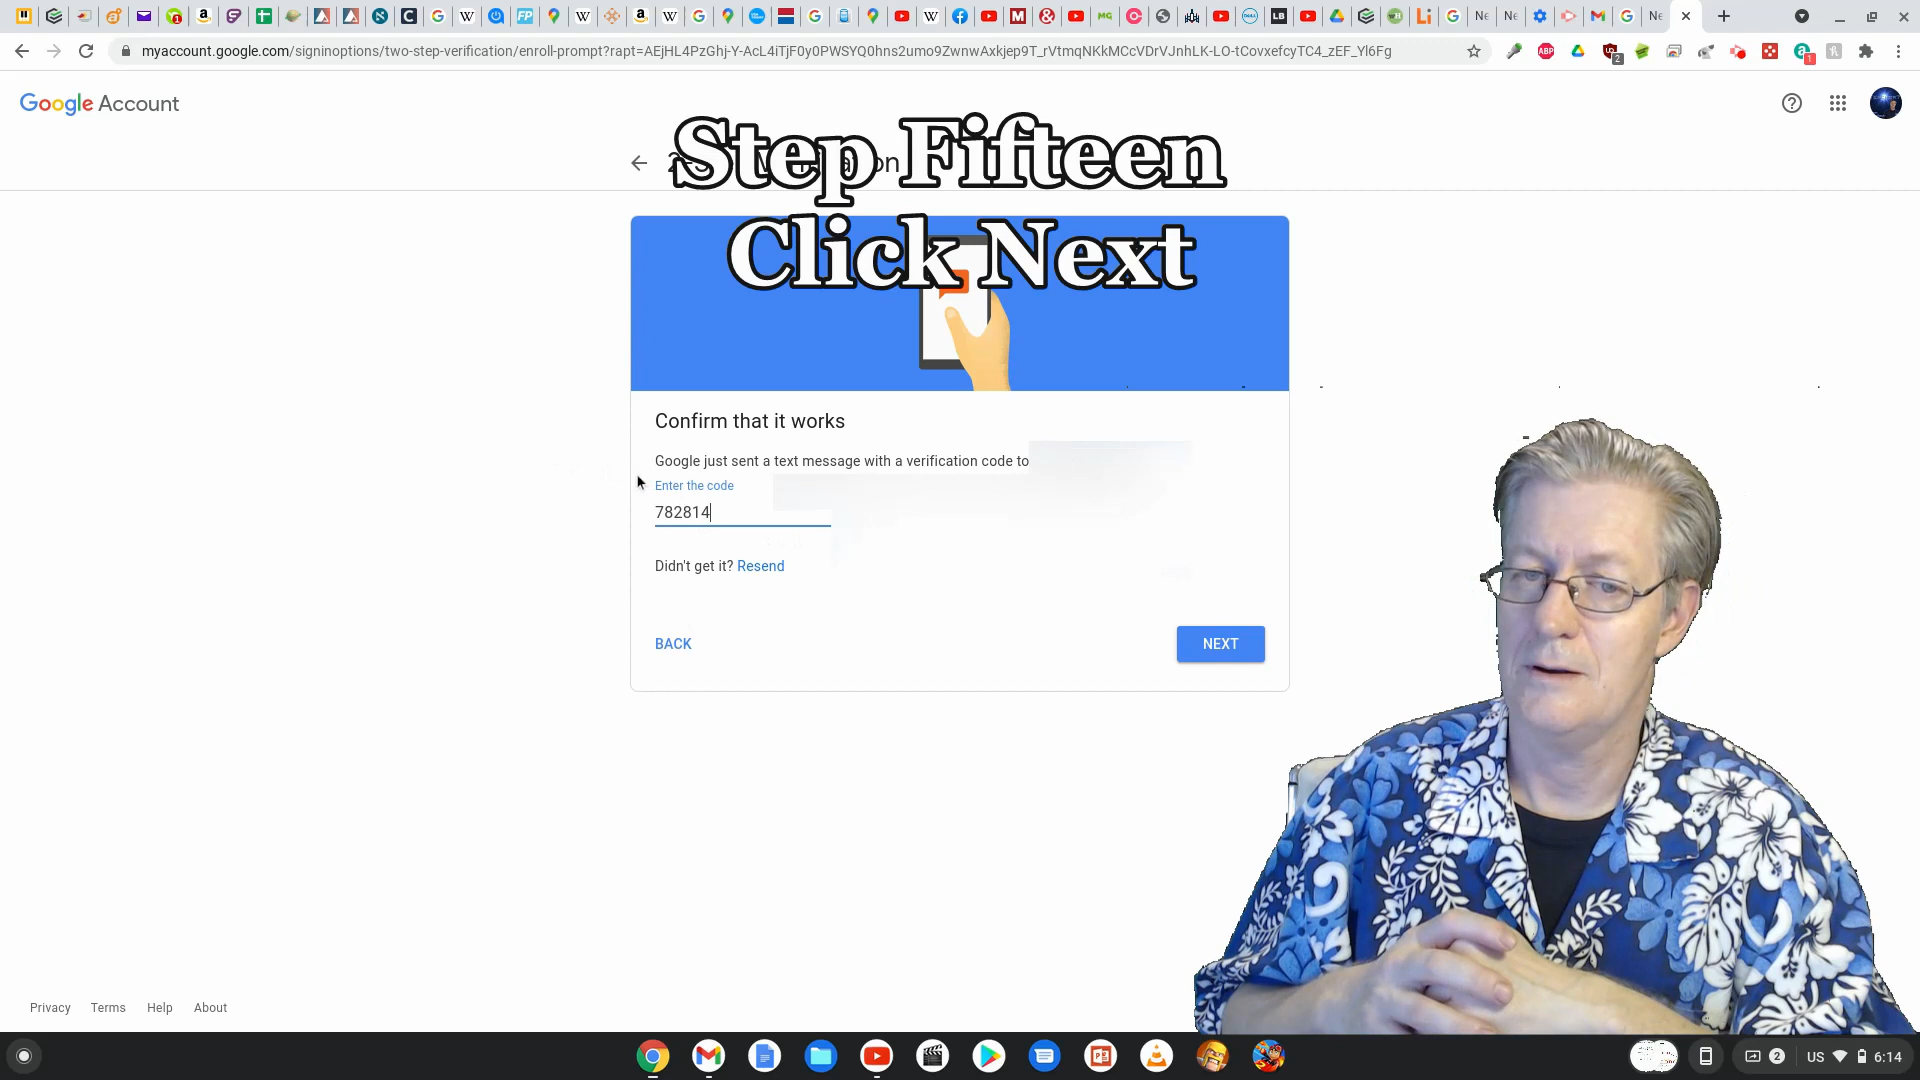 myaccount.google.com/signinoptions/two-step-verification/enroll-prompt?rapt=AEjHL4PzGhj-Y-AcL4iTjF0y0PWSYQ0hns2umo9ZwnwAxkjep9T_rVtmqNKkMCcVDrVJnhLK-LO-tCovxefcyTC4_zEF_Yl6Fg
Google Account
Step Fifteen
Click Next
Confirm that it works
Google just sent a text message with a verification code to
Enter the code
782814
Didn't get it? Resend
BACK
NEXT
Privacy Terms Help About
2 US 6:14